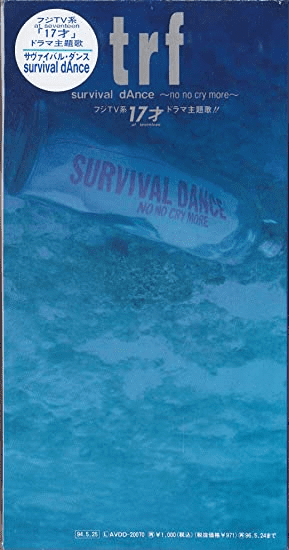 フジTV系
at seventeen
「17才」
ドラマ主題歌
サヴァイバル・ダンス
survival dAnce
trf
survival dAnce 〜no no cry more〜
フジTV系 17才 ドラマ主題歌!!
at seventeen
SURVIVAL DANCE
NO NO CRY MORE
94.5.25 L AVDD-20070 ¥1,000(税込)(税抜価格¥971) 96.5.24まで